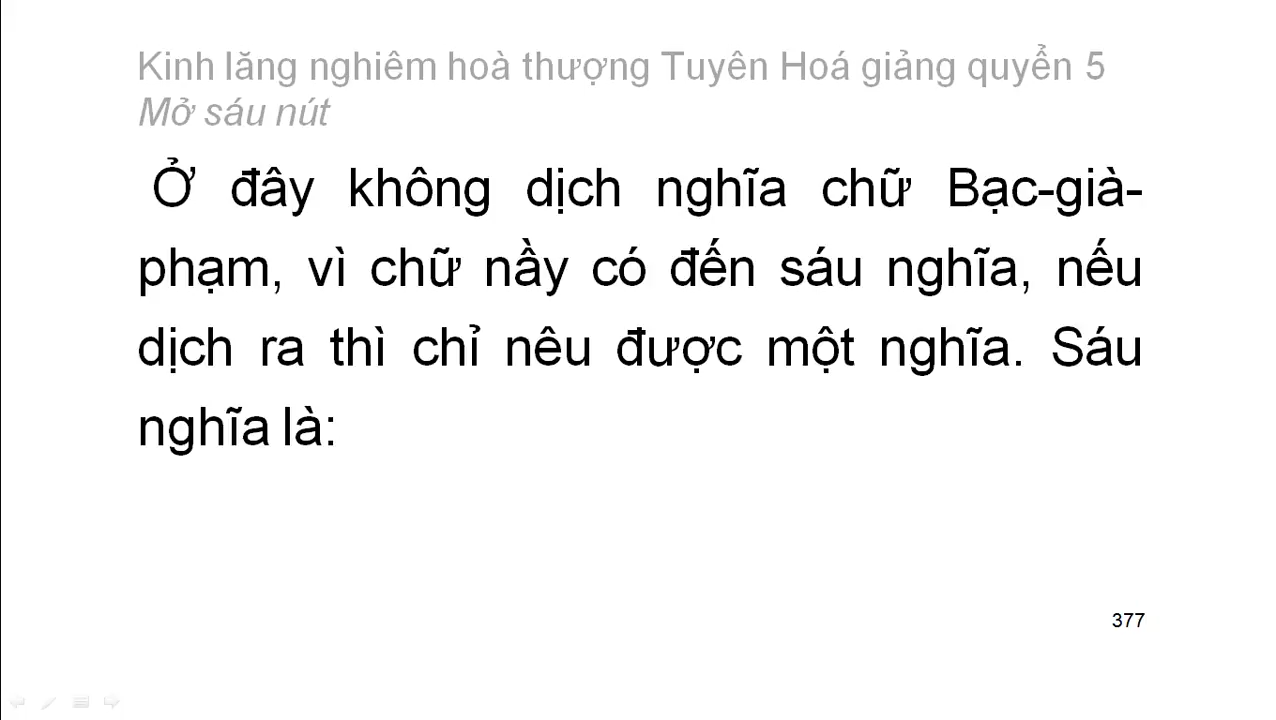 Kinh lăng nghiêm hoà thượng Tuyên Hoá giảng quyển 5
Mở sáu nút
Ở đây không dịch nghĩa chữ Bạc-già-
phạm, vì chữ nầy có đến sáu nghĩa, nếu
dịch ra thì chỉ nêu được một nghĩa. Sáu
nghĩa là:
377